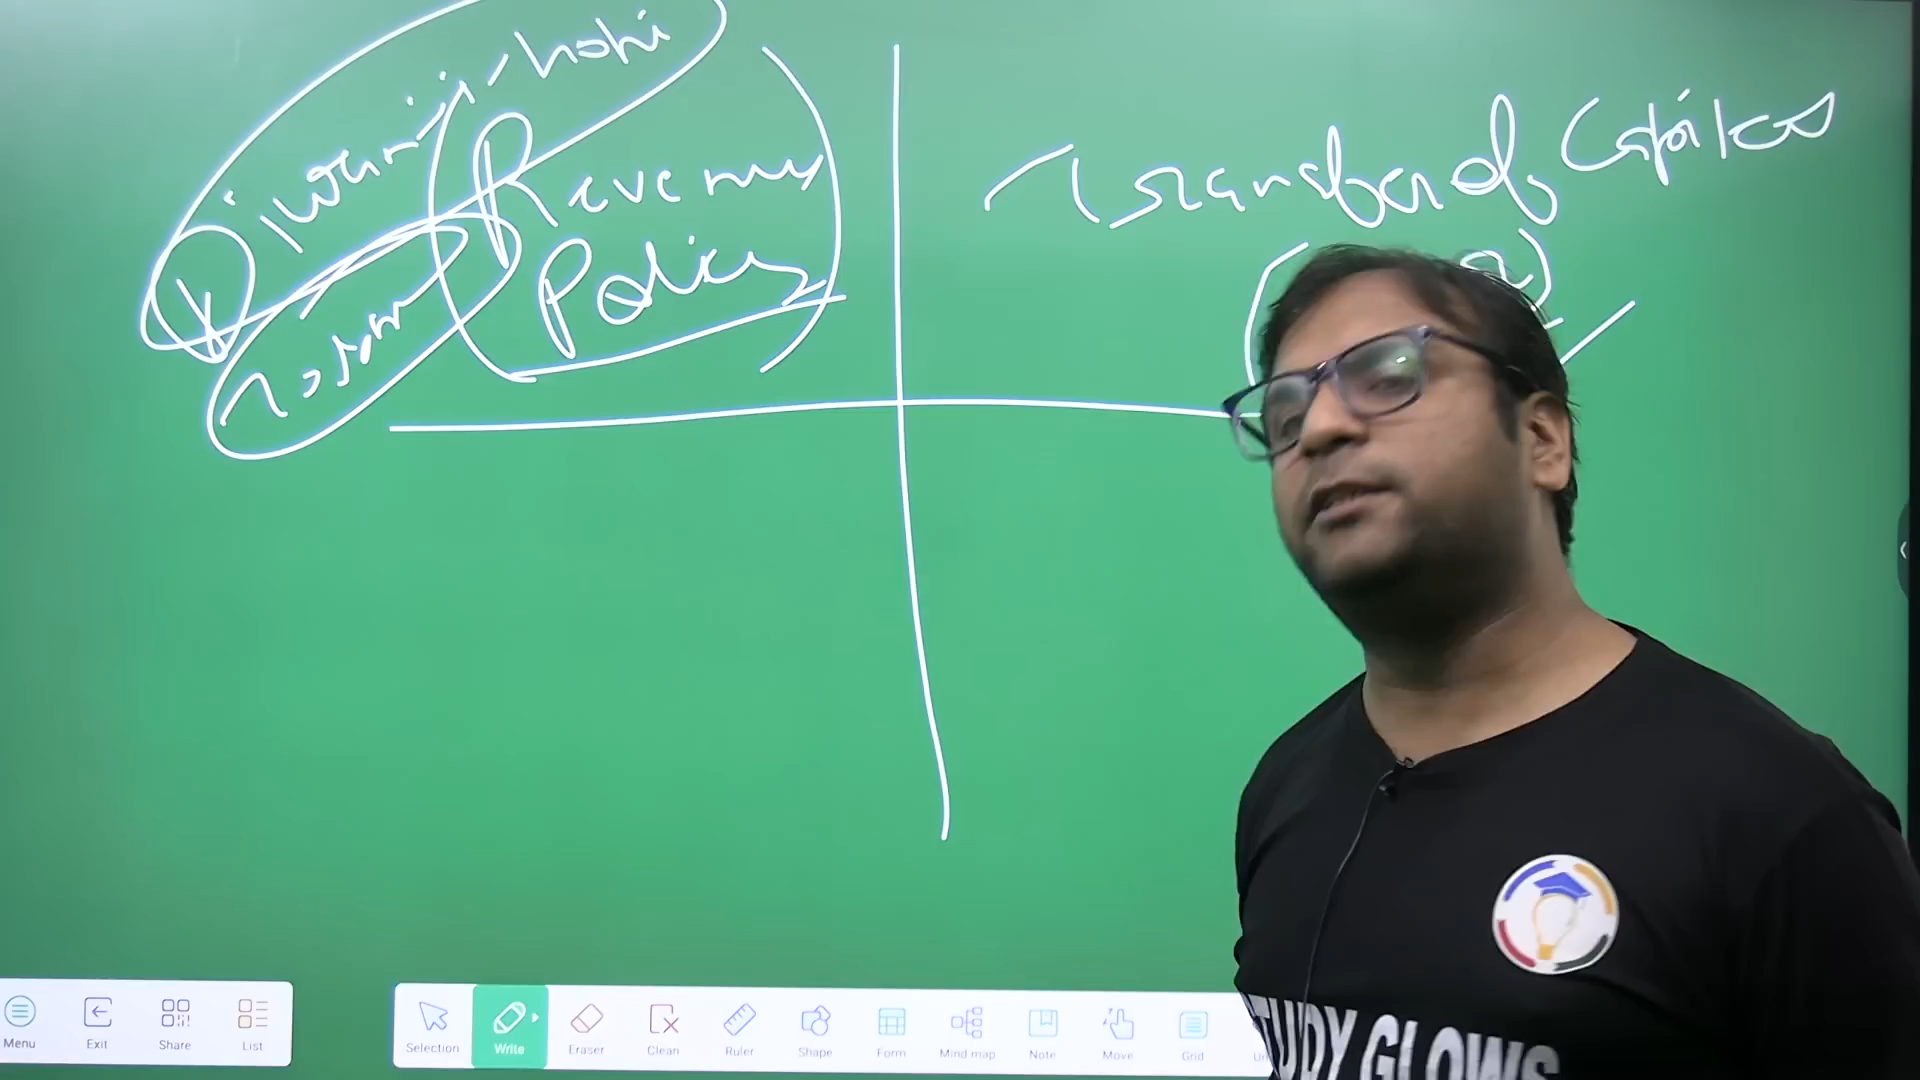 Diwani-kohi
Revenue
Policy
Transfer of Capital
Menu
Exit
Share
List
Selection
Write
Eraser
Clean
Ruler
Shape
Form
Mind map
Note
Move
Grid
STUDY GLOWS